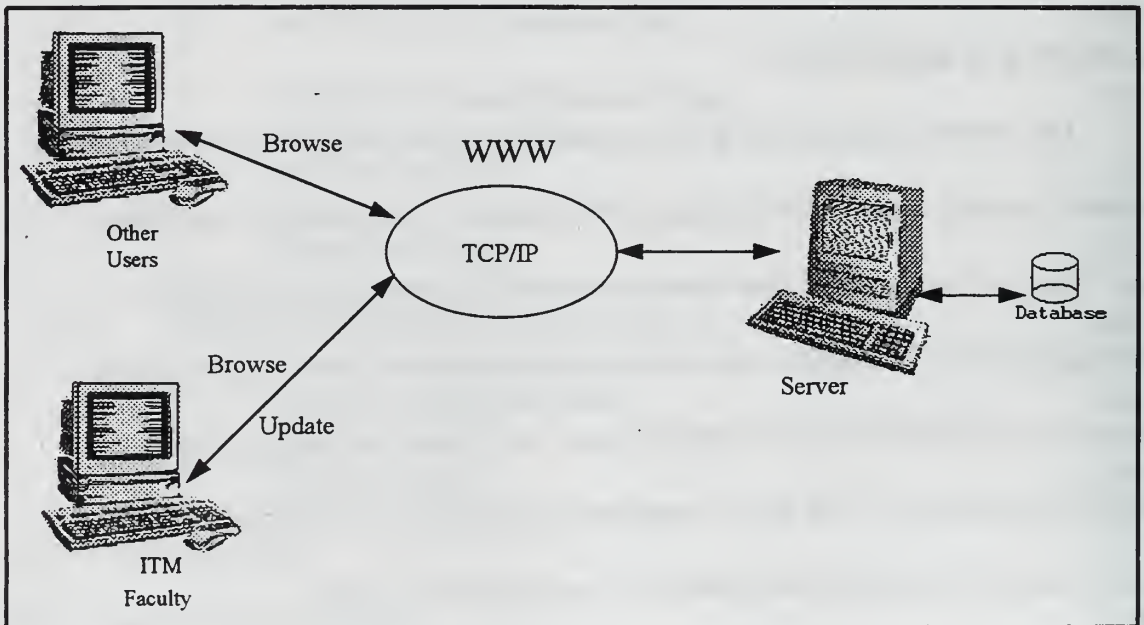 Browse
WWW
Other
Users
TCP/IP
Database
Browse
Server
Update
ITM
Faculty